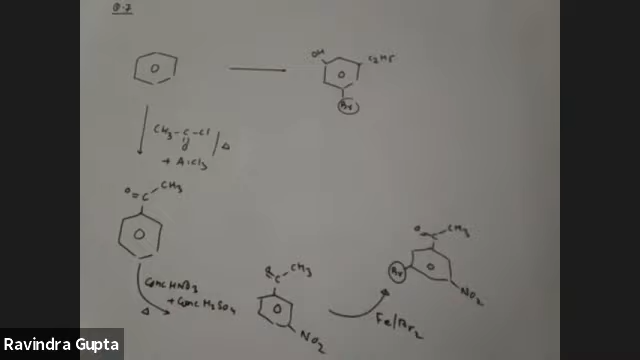 Q.7
OH
C2H5
Br
CH3-C-Cl
O
+ AlCl3
Δ
O=C-CH3
Conc HNO3
+ Conc H2SO4
Δ
O=C-CH3
NO2
Fe/Br2
O=C-CH3
Br
NO2
Ravindra Gupta